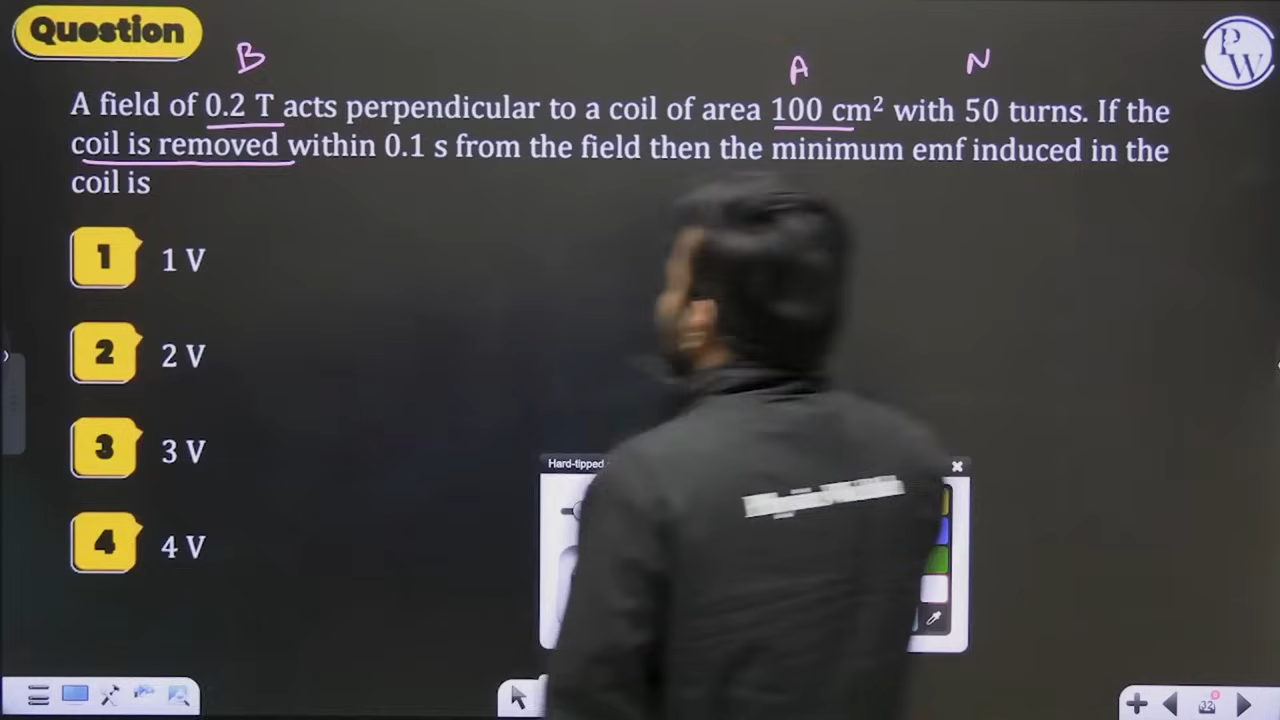 Question
B
A
N
P
W
A field of 0.2 T acts perpendicular to a coil of area 100 cm² with 50 turns. If the
coil is removed within 0.1 s from the field then the minimum emf induced in the
coil is
1 1 V
2 2 V
3 3 V
4 4 V
Hard-tipped
32